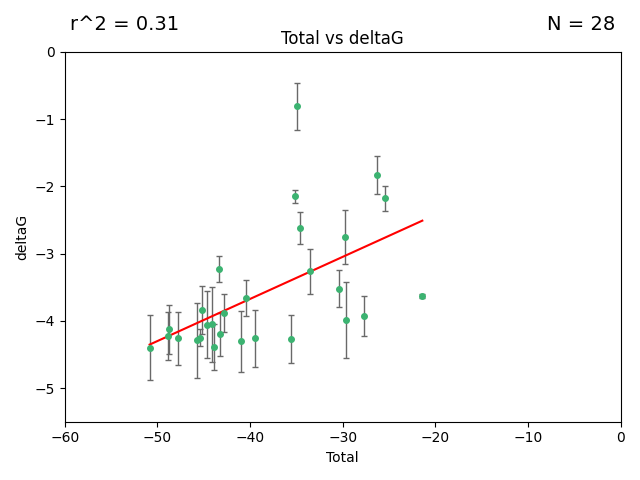 r^2 = 0.31
N = 28
Total vs deltaG
0
−1
−2
−3
−4
−5
deltaG
−60
−50
−40
−30
−20
−10
0
Total